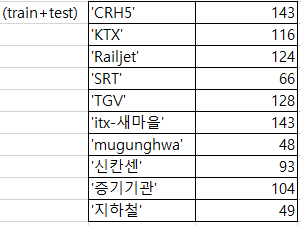 (train+test) 'CRH5' 143
'KTX' 116
'Railjet' 124
'SRT' 66
'TGV' 128
'itx-새마을' 143
'mugunghwa' 48
'신칸센' 93
'증기기관' 104
'지하철' 49